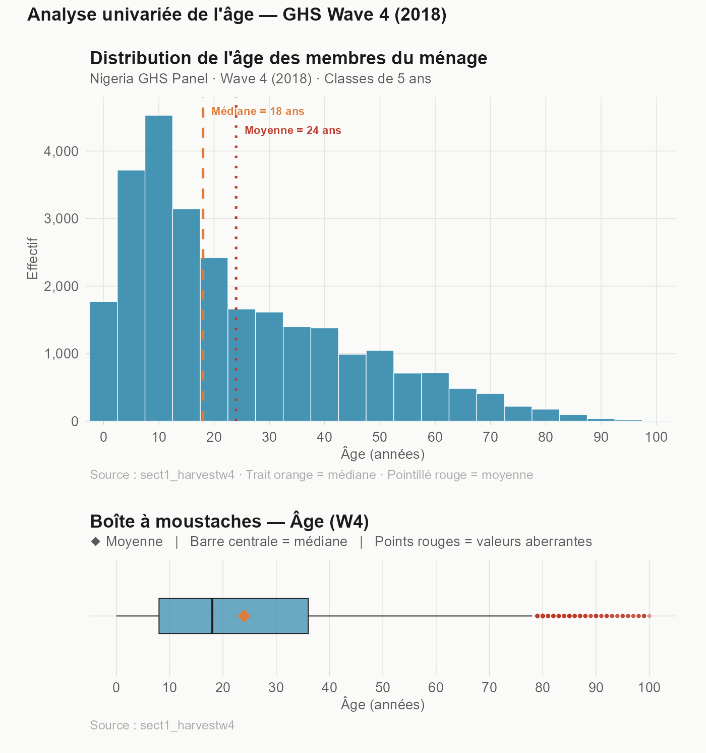 Analyse univariée de l'âge — GHS Wave 4 (2018)
Distribution de l'âge des membres du ménage
Nigeria GHS Panel · Wave 4 (2018) · Classes de 5 ans
Médiane = 18 ans
Moyenne = 24 ans
4,000
3,000
2,000
1,000
0
Effectif
0 10 20 30 40 50 60 70 80 90 100
Âge (années)
Source : sect1_harvestw4 · Trait orange = médiane · Pointillé rouge = moyenne
Boîte à moustaches — Âge (W4)
◆ Moyenne | Barre centrale = médiane | Points rouges = valeurs aberrantes
0 10 20 30 40 50 60 70 80 90 100
Âge (années)
Source : sect1_harvestw4